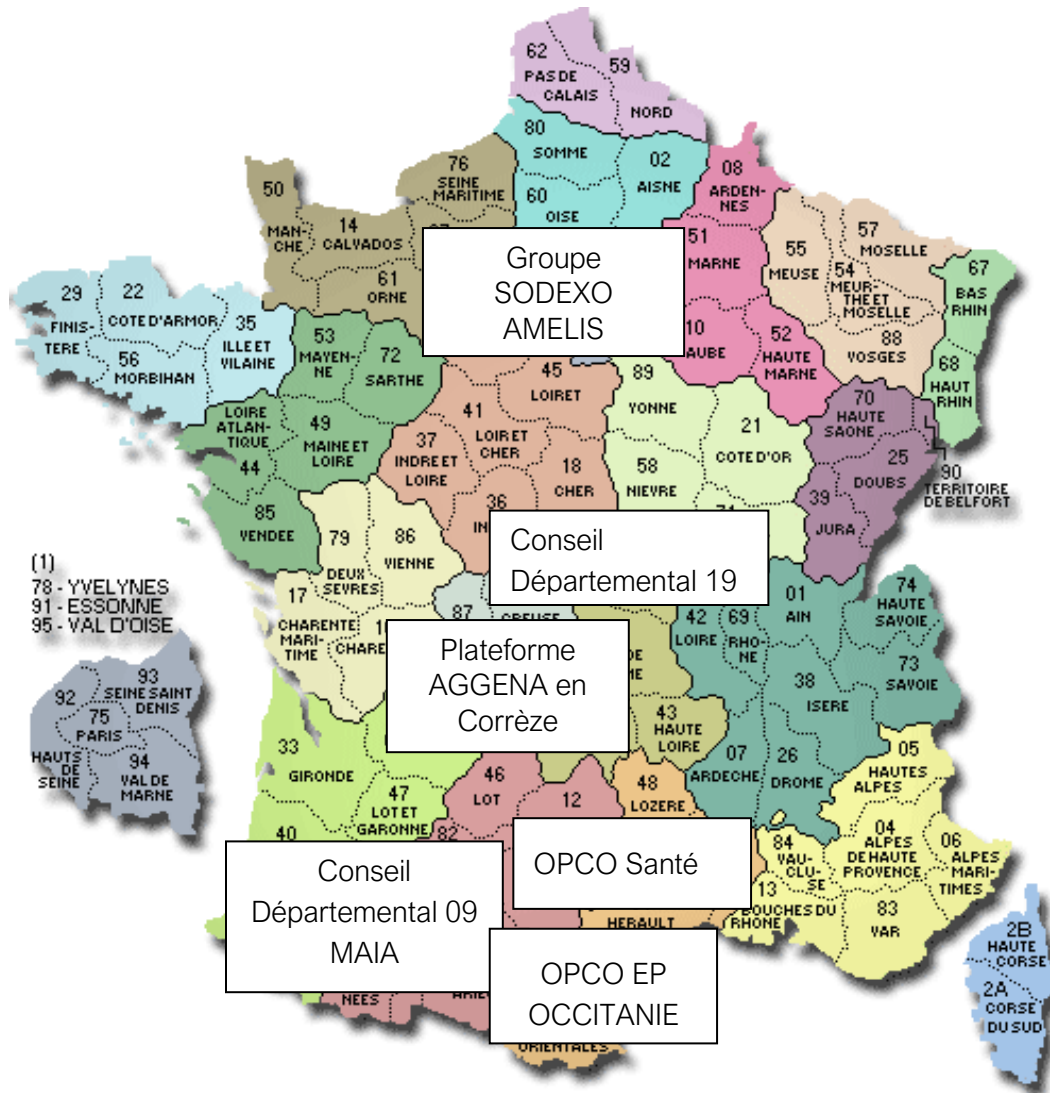 62
PAS DE
CALAIS
59
NORD
80
SOMME
02
AISNE
60
OISE
08
ARDEN-
NES
76
SEINE
MARITIME
50
MAN-
CHE
14
CALVADOS
61
ORNE
51
MARNE
55
MEUSE
57
MOSELLE
54
MEUR-
THE ET
MOSELLE
67
BAS
RHIN
88
VOSGES
68
HAUT
RHIN
10
AUBE
52
HAUTE
MARNE
Groupe
SODEXO
AMELIS
29
FINIS-
TERE
22
COTE D'ARMOR
56
MORBIHAN
35
ILLE ET
VILAINE
53
MAYEN-
NE
72
SARTHE
LOIRE
ATLAN-
TIQUE
44
49
MAINE ET
LOIRE
85
VENDEE
45
LOIRET
41
LOIR ET
CHER
37
INDRE ET
LOIRE
18
CHER
36
89
YONNE
21
COTE D'OR
58
NIEVRE
70
HAUTE
SAONE
25
DOUBS
39
JURA
90
TERRITOIRE
DE BELFORT
Conseil
Départemental 19
79
DEUX
SEVRES
86
VIENNE
17
CHARENTE
MARI-
TIME
87
CREUSE
42
LOIRE
69
RHO-
NE
01
AIN
74
HAUTE
SAVOIE
73
SAVOIE
38
ISERE
Plateforme
AGGENA en
Corrèze
43
HAUTE
LOIRE
07
ARDECHE
26
DROME
05
HAUTES
ALPES
(1)
78 - YVELYNES
91 - ESSONNE
95 - VAL D'OISE
93
SEINE SAINT
DENIS
92
75
PARIS
HAUTS
DE
SEINE
94
VAL DE
MARNE
33
GIRONDE
47
LOT ET
GARONNE
40
46
LOT
12
82
48
LOZERE
84
VAU-
CLU-
SE
04
ALPES
DE HAUTE
PROVENCE
06
ALPES
MARI-
TIMES
13
BOUCHES DU
RHONE
83
VAR
OPCO Santé
HERAULT
Conseil
Départemental 09
MAIA
OPCO EP
OCCITANIE
NEES
ORIENTALES
2B
HAUTE
CORSE
2A
CORSE
DU SUD